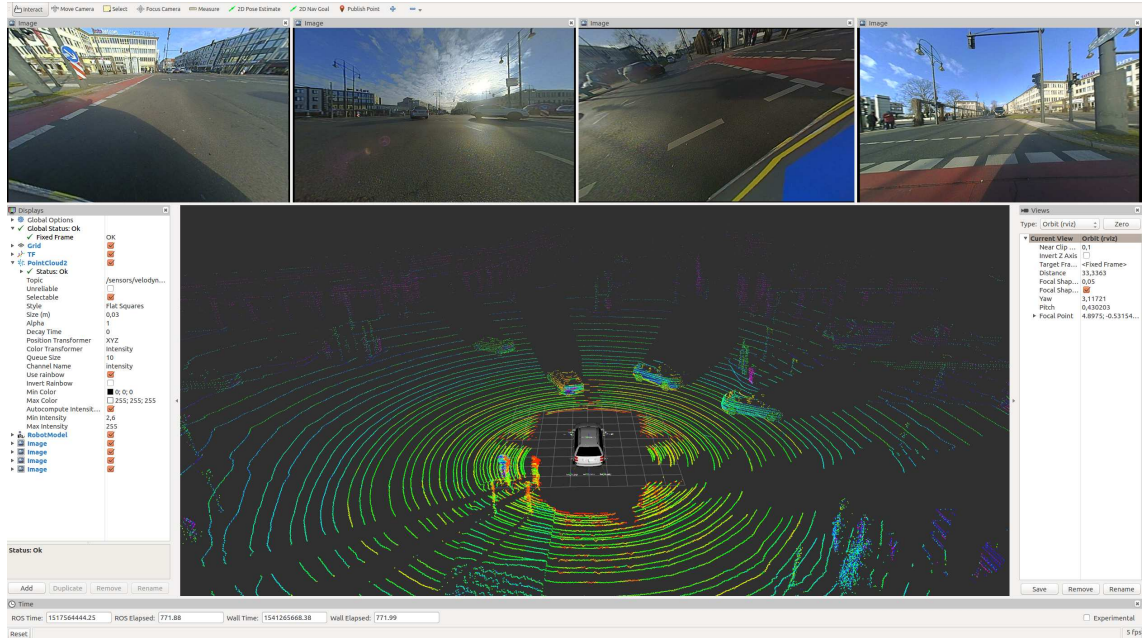 Interact Move Camera Select Focus Camera Measure 2D Pose Estimate 2D Nav Goal Publish Point
Image Image Image Image
Displays
Global Options
Global Status: Ok
Fixed Frame OK
Grid
TF
PointCloud2
Status: Ok
Topic /sensors/velodyn...
Unreliable
Selectable
Style Flat Squares
Size (m) 0,03
Alpha 1
Decay Time 0
Position Transformer XYZ
Color Transformer Intensity
Queue Size 10
Channel Name Intensity
Use rainbow
Invert Rainbow
Min Color 0; 0; 0
Max Color 255; 255; 255
Autocompute Intensit...
Min Intensity 2,6
Max Intensity 255
RobotModel
Image
Image
Image
Image
Status: Ok
Add Duplicate Remove Rename
Views
Type: Orbit (rviz) Zero
Current View Orbit (rviz)
Near Clip ... 0,1
Invert Z Axis
Target Fra... <Fixed Frame>
Distance 33,3363
Focal Shap... 0,05
Focal Shap...
Yaw 3,11721
Pitch 0,430203
Focal Point 4.8975; -0.53154...
Save Remove Rename
Time
ROS Time: 1517564444.25 ROS Elapsed: 771.88 Wall Time: 1541265668.38 Wall Elapsed: 771.99 Experimental
Reset 5 fps